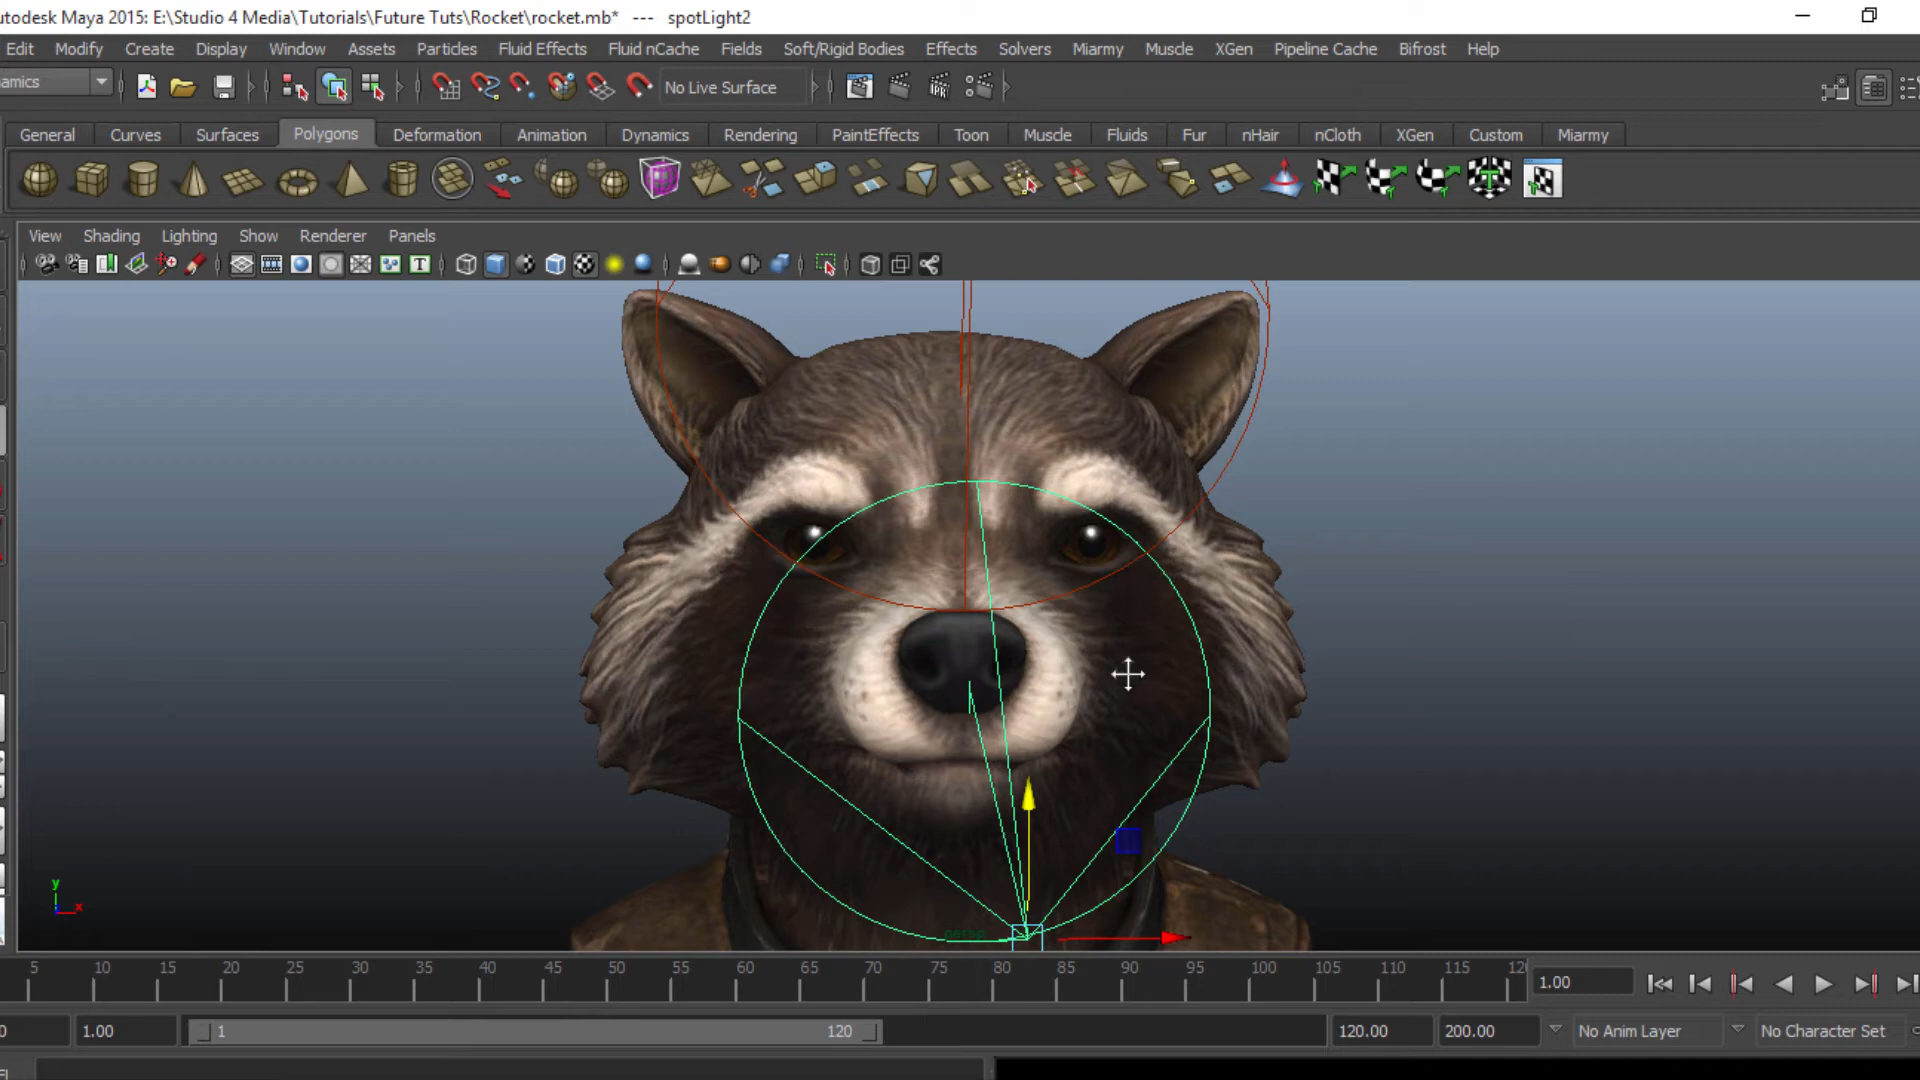 utodesk Maya 2015: E:\Studio 4 Media\Tutorials\Future Tuts\Rocket\rocket.mb*   ---   spotLight2
Edit Modify Create Display Window Assets Particles Fluid Effects Fluid nCache Fields Soft/Rigid Bodies Effects Solvers Miarmy Muscle XGen Pipeline Cache Bifrost Help
namics
No Live Surface
IPR
General Curves Surfaces Polygons Deformation Animation Dynamics Rendering PaintEffects Toon Muscle Fluids Fur nHair nCloth XGen Custom Miarmy
View Shading Lighting Show Renderer Panels
T
y
x
persp
5 10 15 20 25 30 35 40 45 50 55 60 65 70 75 80 85 90 95 100 105 110 115 12
1.00
0 1.00 1 120 120.00 200.00 No Anim Layer No Character Set